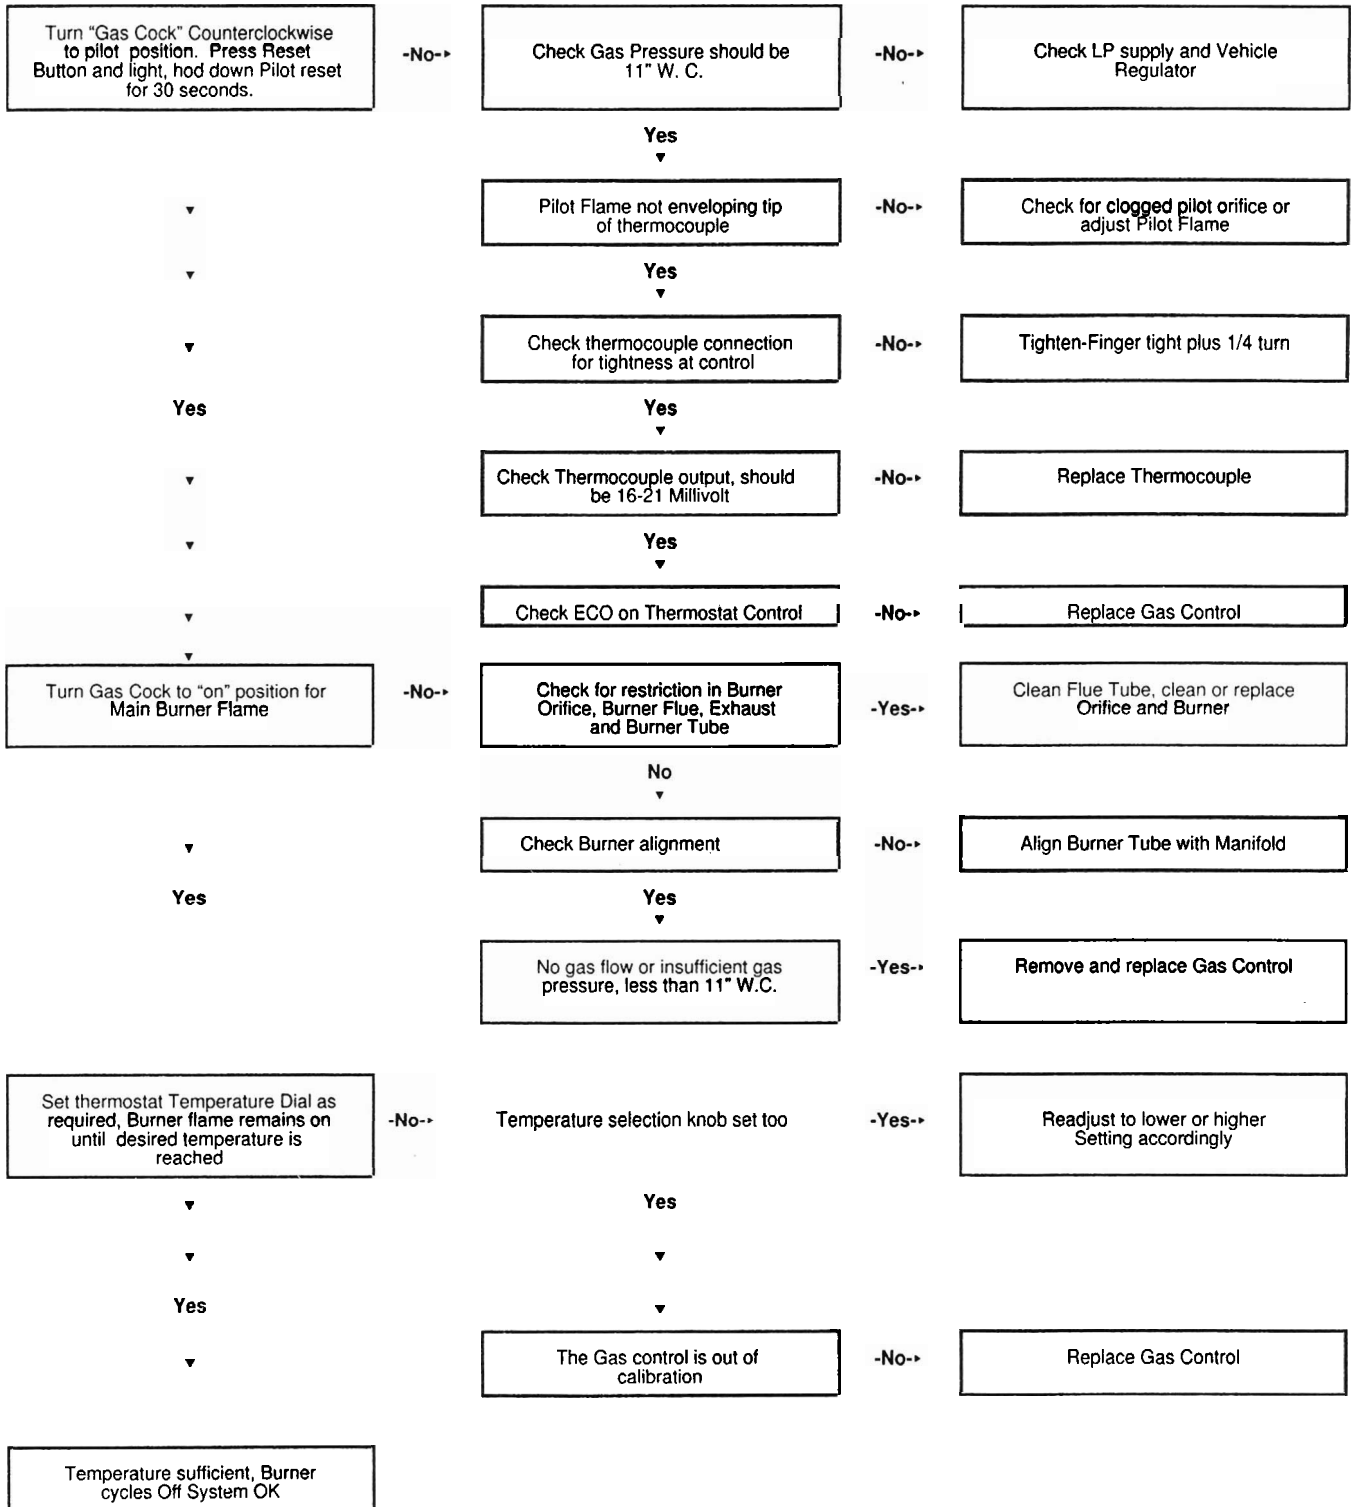 Turn "Gas Cock" Counterclockwise
to pilot position. Press Reset
Button and light, hod down Pilot reset
for 30 seconds.
-No-
Check Gas Pressure should be
11" W. C.
-No-
Check LP supply and Vehicle
Regulator
Yes
Pilot Flame not enveloping tip
of thermocouple
-No-
Check for clogged pilot orifice or
adjust Pilot Flame
Yes
Check thermocouple connection
for tightness at control
-No-
Tighten-Finger tight plus 1/4 turn
Yes
Yes
Check Thermocouple output, should
be 16-21 Millivolt
-No-
Replace Thermocouple
Yes
Check ECO on Thermostat Control
-No-
Replace Gas Control
Turn Gas Cock to "on" position for
Main Burner Flame
-No-
Check for restriction in Burner
Orifice, Burner Flue, Exhaust
and Burner Tube
-Yes-
Clean Flue Tube, clean or replace
Orifice and Burner
No
Check Burner alignment
-No-
Align Burner Tube with Manifold
Yes
Yes
No gas flow or insufficient gas
pressure, less than 11" W.C.
-Yes-
Remove and replace Gas Control
Set thermostat Temperature Dial as
required, Burner flame remains on
until desired temperature is
reached
-No-
Temperature selection knob set too
-Yes-
Readjust to lower or higher
Setting accordingly
Yes
Yes
The Gas control is out of
calibration
-No-
Replace Gas Control
Temperature sufficient, Burner
cycles Off System OK